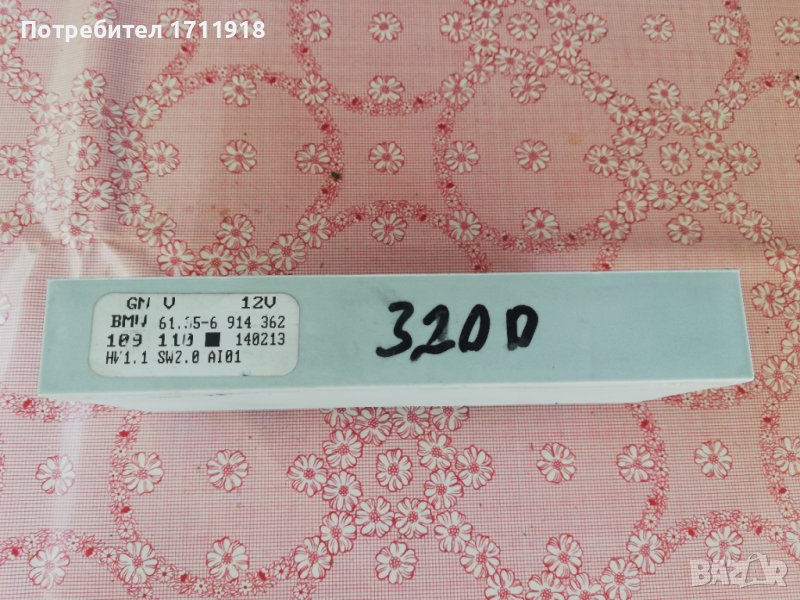 Потребител 1711918
GM V 12V
BMW 61.35-6 914 362
109 110 ■ 140213
HW1.1 SW2.0 AI01
320D
BAZAR